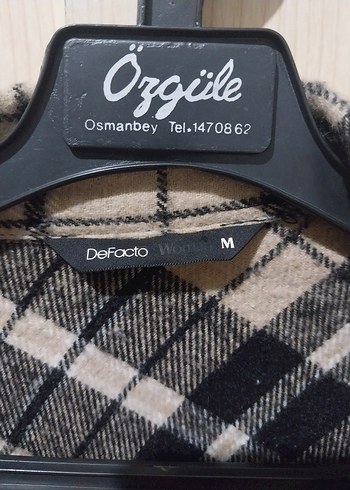 Özgüle
Osmanbey Tel.1470862
DeFacto Woman M